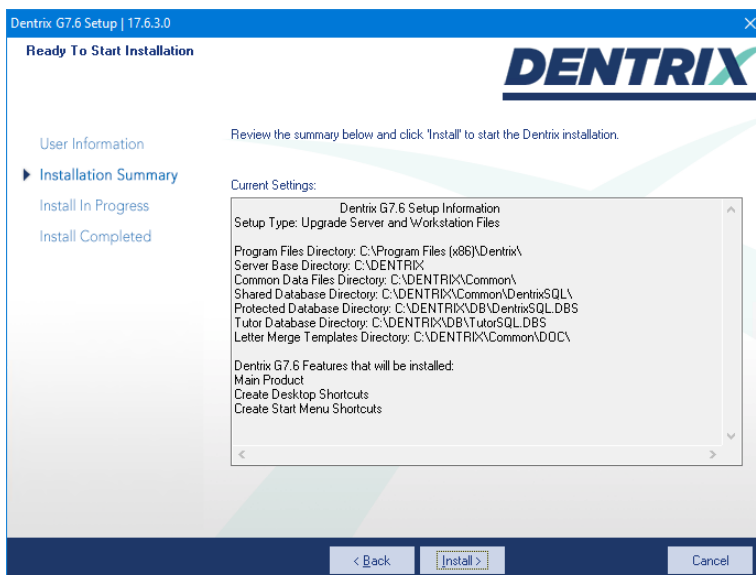 Dentrix G7.6 Setup | 17.6.3.0
Ready To Start Installation
DENTRIX
User Information
Installation Summary
Install In Progress
Install Completed
Review the summary below and click 'Install' to start the Dentrix installation.
Current Settings:
Dentrix G7.6 Setup Information
Setup Type: Upgrade Server and Workstation Files
Program Files Directory: C:\Program Files (x86)\Dentrix\
Server Base Directory: C:\DENTRIX
Common Data Files Directory: C:\DENTRIX\Common\
Shared Database Directory: C:\DENTRIX\Common\DentrixSQL\
Protected Database Directory: C:\DENTRIX\DB\DentrixSQL.DBS
Tutor Database Directory: C:\DENTRIX\DB\TutorSQL.DBS
Letter Merge Templates Directory: C:\DENTRIX\Common\DOC\
Dentrix G7.6 Features that will be installed:
Main Product
Create Desktop Shortcuts
Create Start Menu Shortcuts
< Back
Install >
Cancel